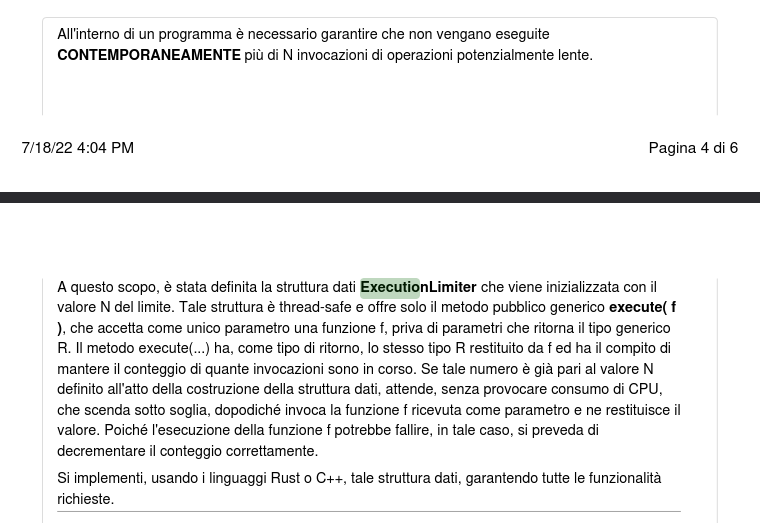 All'interno di un programma è necessario garantire che non vengano eseguite
CONTEMPORANEAMENTE più di N invocazioni di operazioni potenzialmente lente.
7/18/22 4:04 PM
Pagina 4 di 6
A questo scopo, è stata definita la struttura dati ExecutionLimiter che viene inizializzata con il
valore N del limite. Tale struttura è thread-safe e offre solo il metodo pubblico generico execute( f
), che accetta come unico parametro una funzione f, priva di parametri che ritorna il tipo generico
R. Il metodo execute(...) ha, come tipo di ritorno, lo stesso tipo R restituito da f ed ha il compito di
mantere il conteggio di quante invocazioni sono in corso. Se tale numero è già pari al valore N
definito all'atto della costruzione della struttura dati, attende, senza provocare consumo di CPU,
che scenda sotto soglia, dopodiché invoca la funzione f ricevuta come parametro e ne restituisce il
valore. Poiché l'esecuzione della funzione f potrebbe fallire, in tale caso, si preveda di
decrementare il conteggio correttamente.
Si implementi, usando i linguaggi Rust o C++, tale struttura dati, garantendo tutte le funzionalità
richieste.